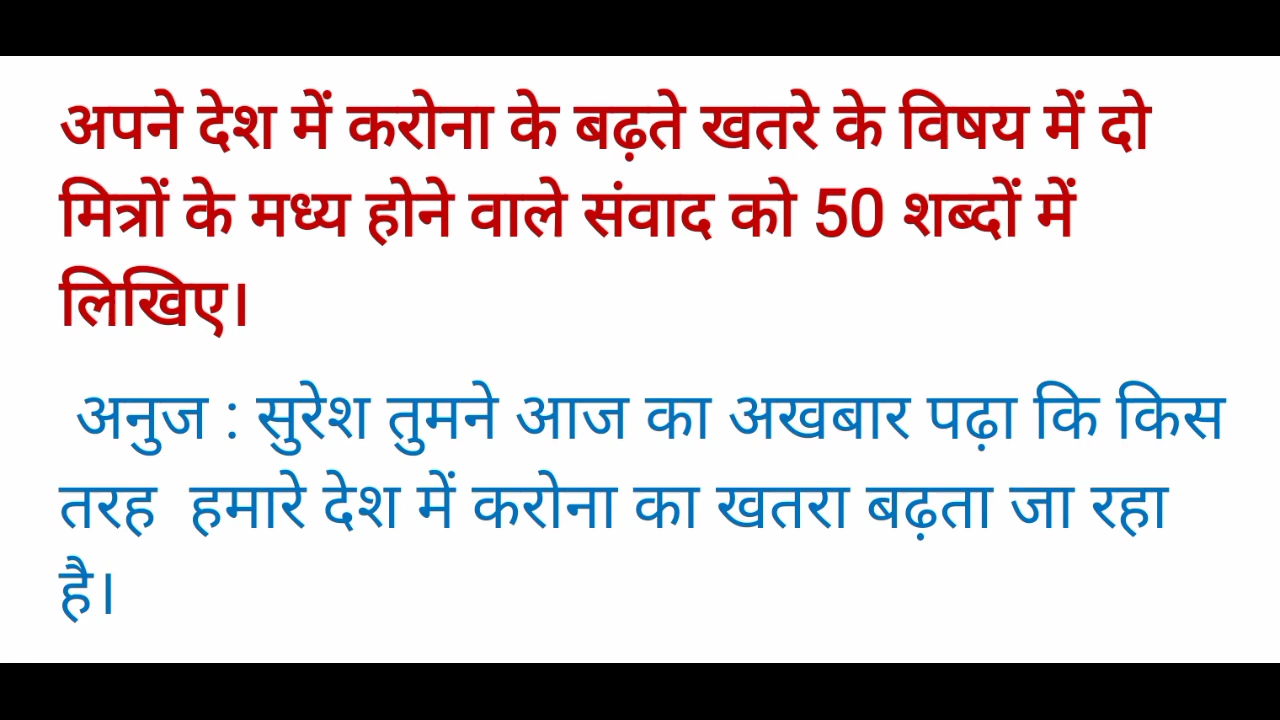 अपने देश में करोना के बढ़ते खतरे के विषय में दो
मित्रों के मध्य होने वाले संवाद को 50 शब्दों में
लिखिए।
अनुज : सुरेश तुमने आज का अखबार पढ़ा कि किस
तरह हमारे देश में करोना का खतरा बढ़ता जा रहा
है।